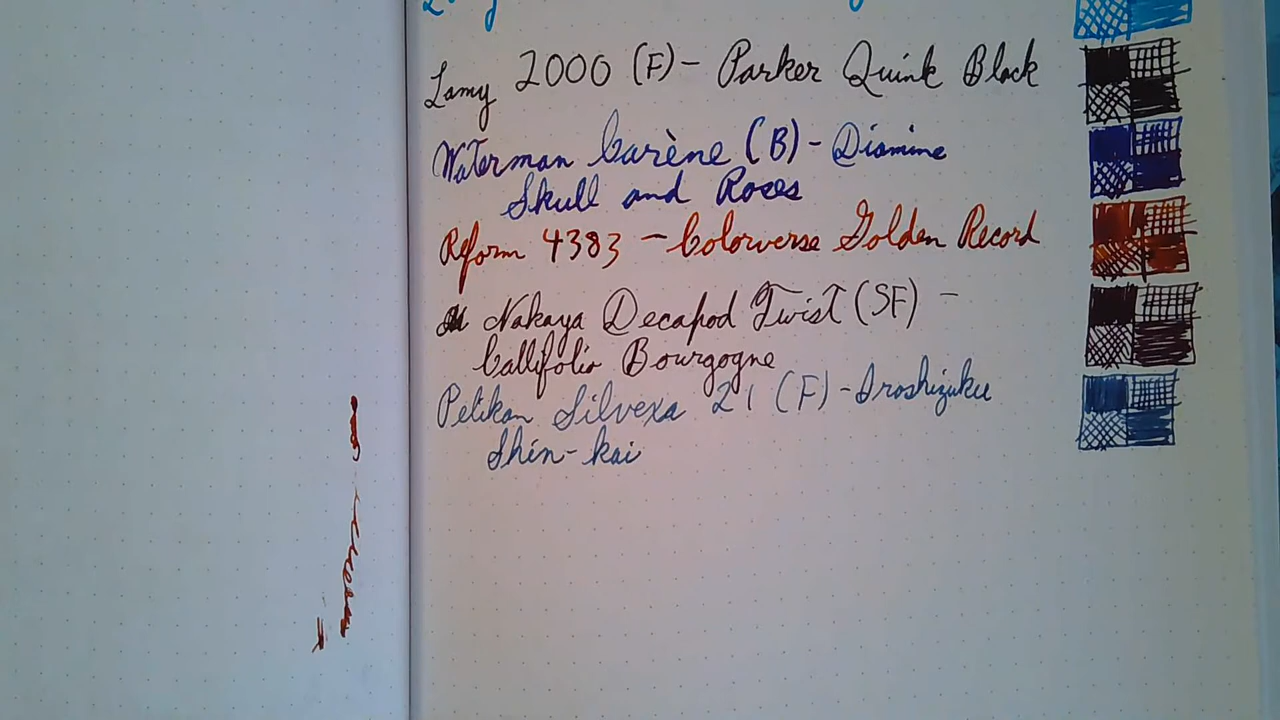 Lamy 2000 (F) - Parker Quink Black
Waterman Carène (B) - Diamine
Skull and Roses
Reform 4383 - Colorverse Golden Record
Nakaya Decapod Twist (SF) -
Callifolio Bourgogne
Pelikan Silvexa 21 (F) - Iroshizuku
Shin-kai